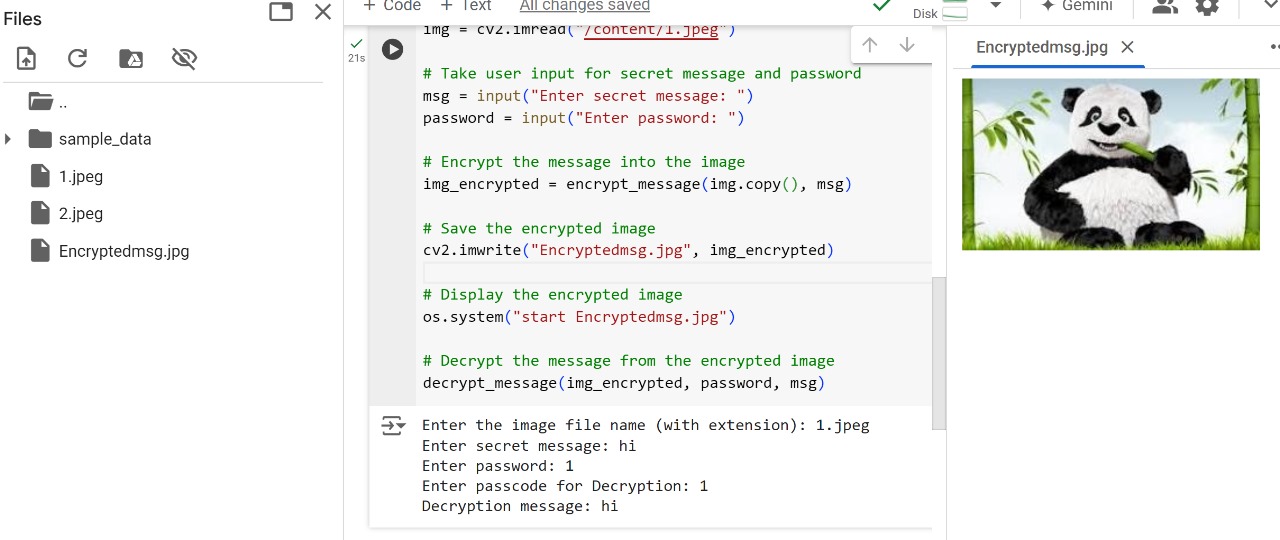 Files
..
sample_data
1.jpeg
2.jpeg
Encryptedmsg.jpg
+ Code + Text All changes saved
Disk
Gemini
21s
img = cv2.imread("/content/1.jpeg")
# Take user input for secret message and password
msg = input("Enter secret message: ")
password = input("Enter password: ")
# Encrypt the message into the image
img_encrypted = encrypt_message(img.copy(), msg)
# Save the encrypted image
cv2.imwrite("Encryptedmsg.jpg", img_encrypted)
# Display the encrypted image
os.system("start Encryptedmsg.jpg")
# Decrypt the message from the encrypted image
decrypt_message(img_encrypted, password, msg)
Enter the image file name (with extension): 1.jpeg
Enter secret message: hi
Enter password: 1
Enter passcode for Decryption: 1
Decryption message: hi
Encryptedmsg.jpg